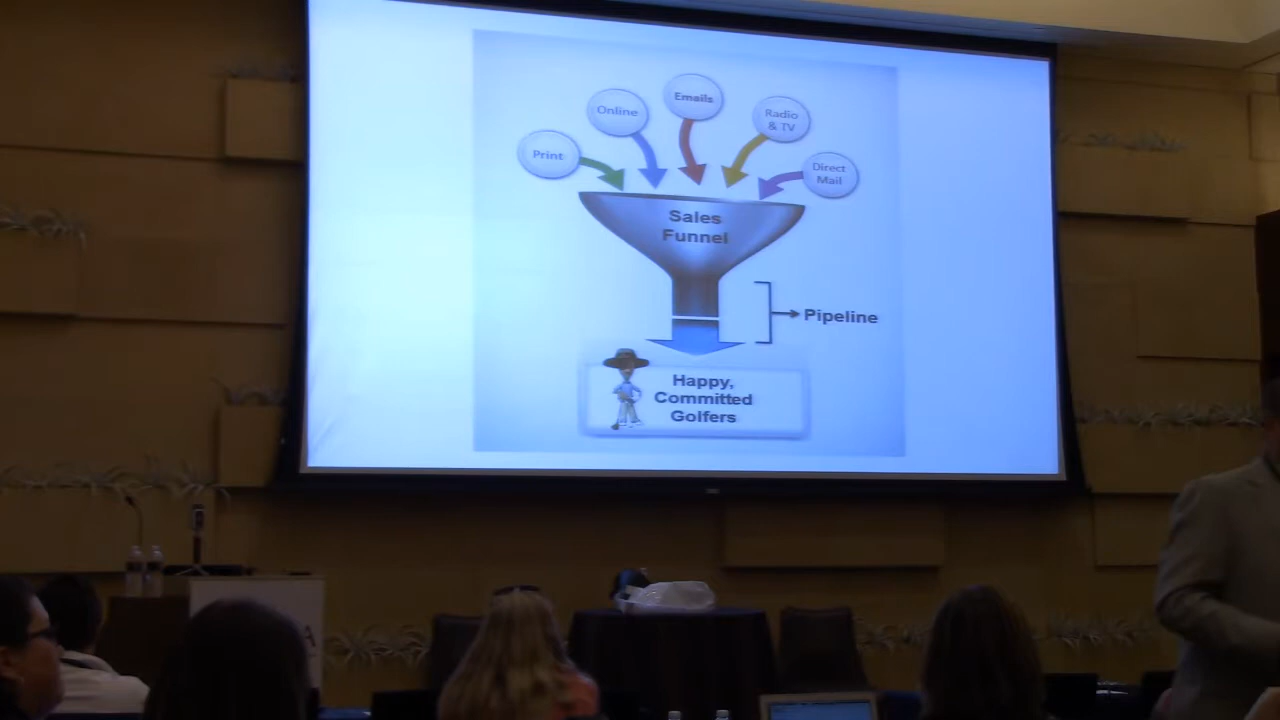 Emails
Online
Radio
& TV
Print
Direct
Mail
Sales
Funnel
Pipeline
Happy,
Committed
Golfers
A